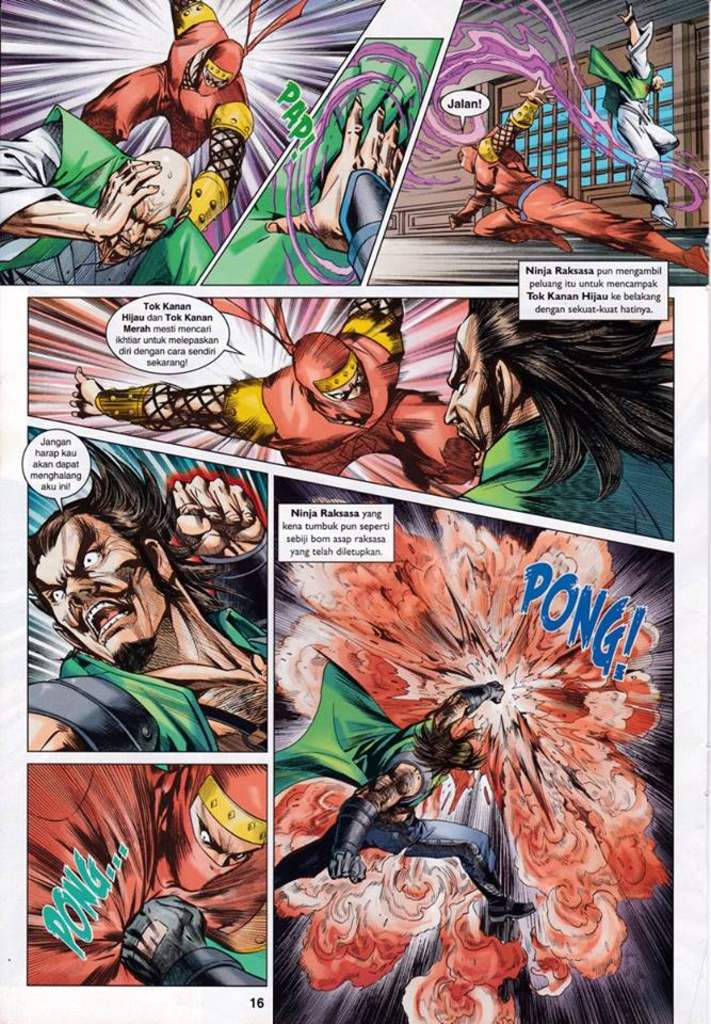 PAP!
Jalan!
Ninja Raksasa pun mengambil
peluang itu untuk mencampak
Tok Kanan Hijau ke belakang
dengan sekuat-kuat hatinya.
Tok Kanan
Hijau dan Tok Kanan
Merah mesti mencari
ikhtiar untuk melepaskan
diri dengan cara sendiri
sekarang!
Jangan
harap kau
akan dapat
menghalang
aku ini!
Ninja Raksasa yang
kena tumbuk pun seperti
sebiji bom asap raksasa
yang telah diletupkan.
PONG!
PONG...
16